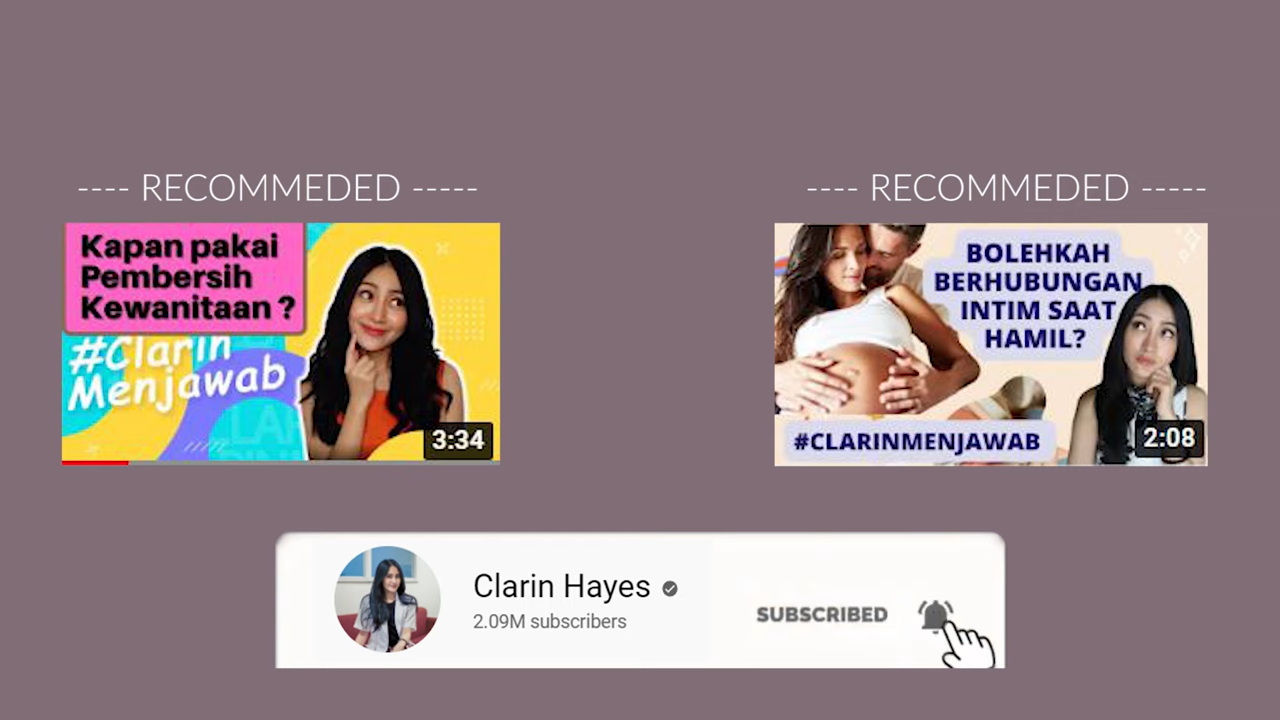 ---- RECOMMEDED -----
Kapan pakai
Pembersih
Kewanitaan ?
#Clarin
Menjawab
3:34
---- RECOMMEDED -----
BOLEHKAH
BERHUBUNGAN
INTIM SAAT
HAMIL?
#CLARINMENJAWAB
2:08
Clarin Hayes
2.09M subscribers
SUBSCRIBED